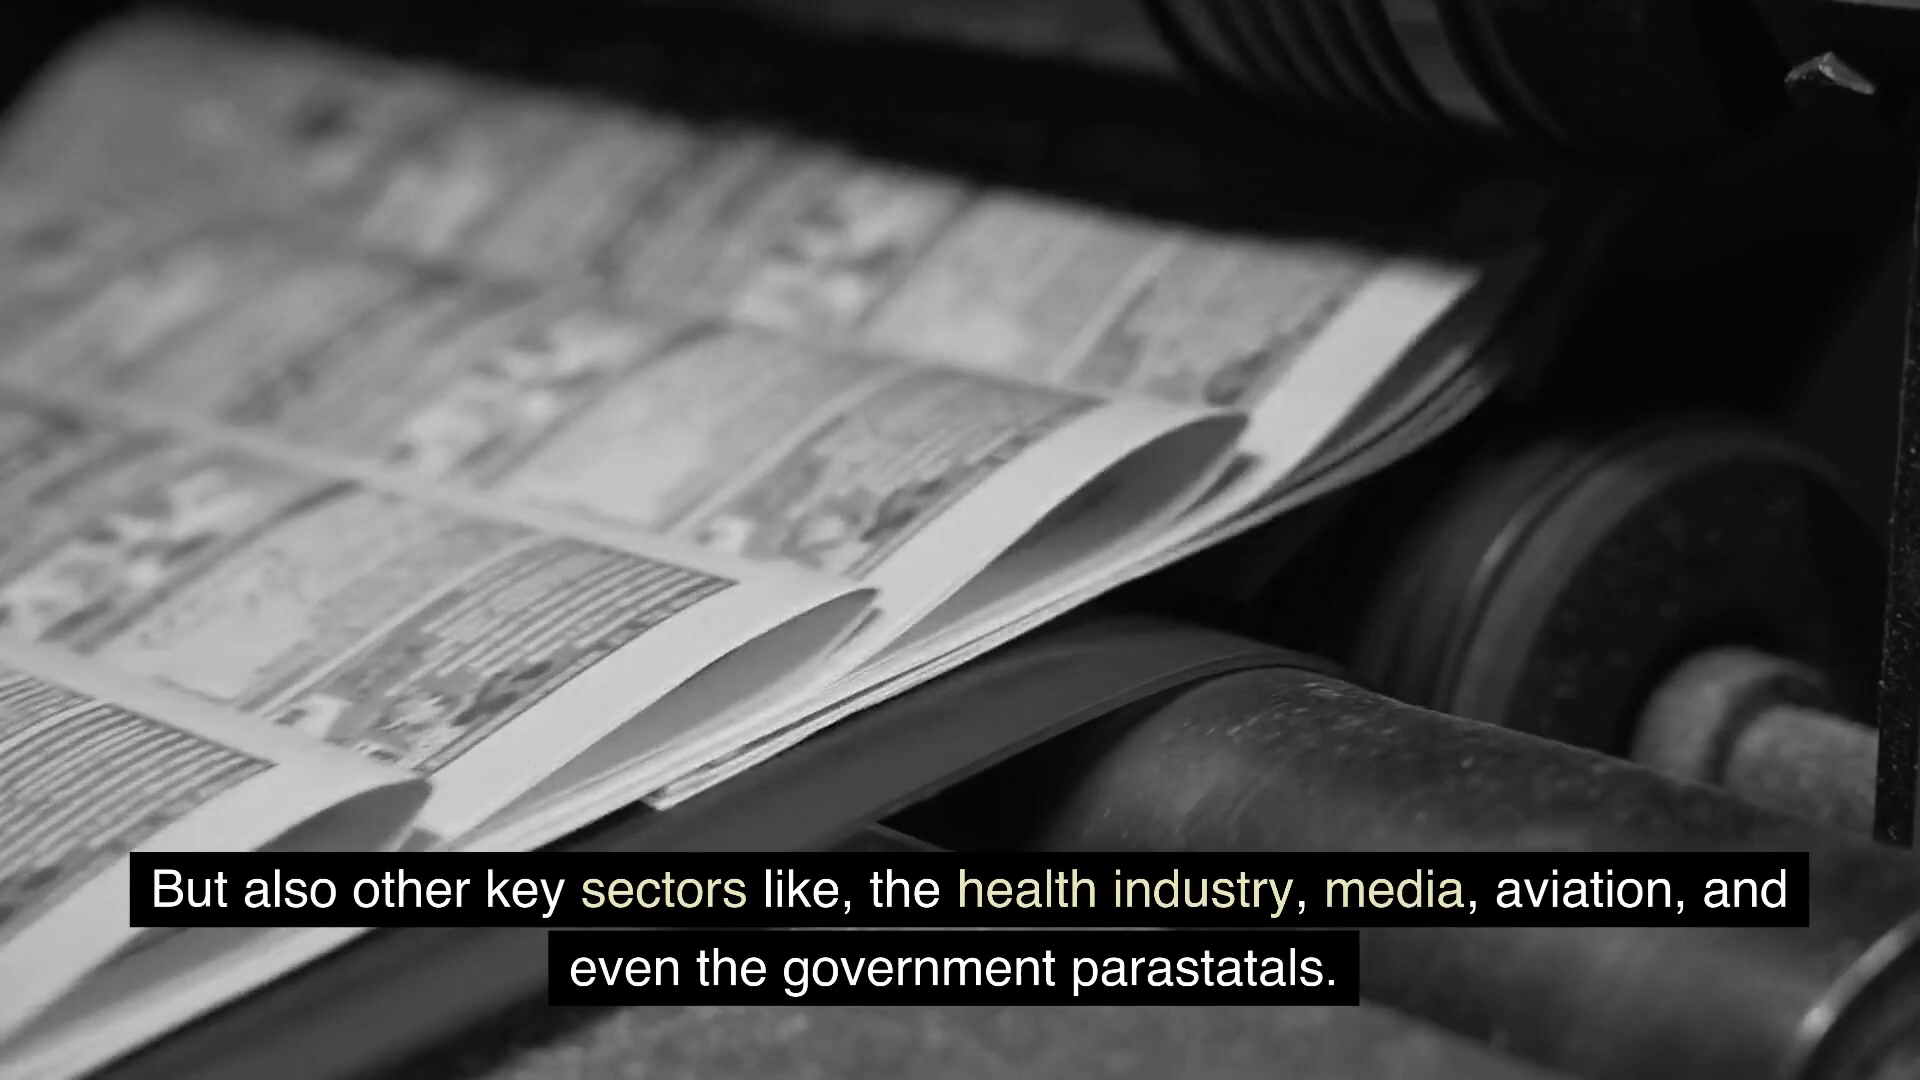 But also other key sectors like, the health industry, media, aviation, and
even the government parastatals.